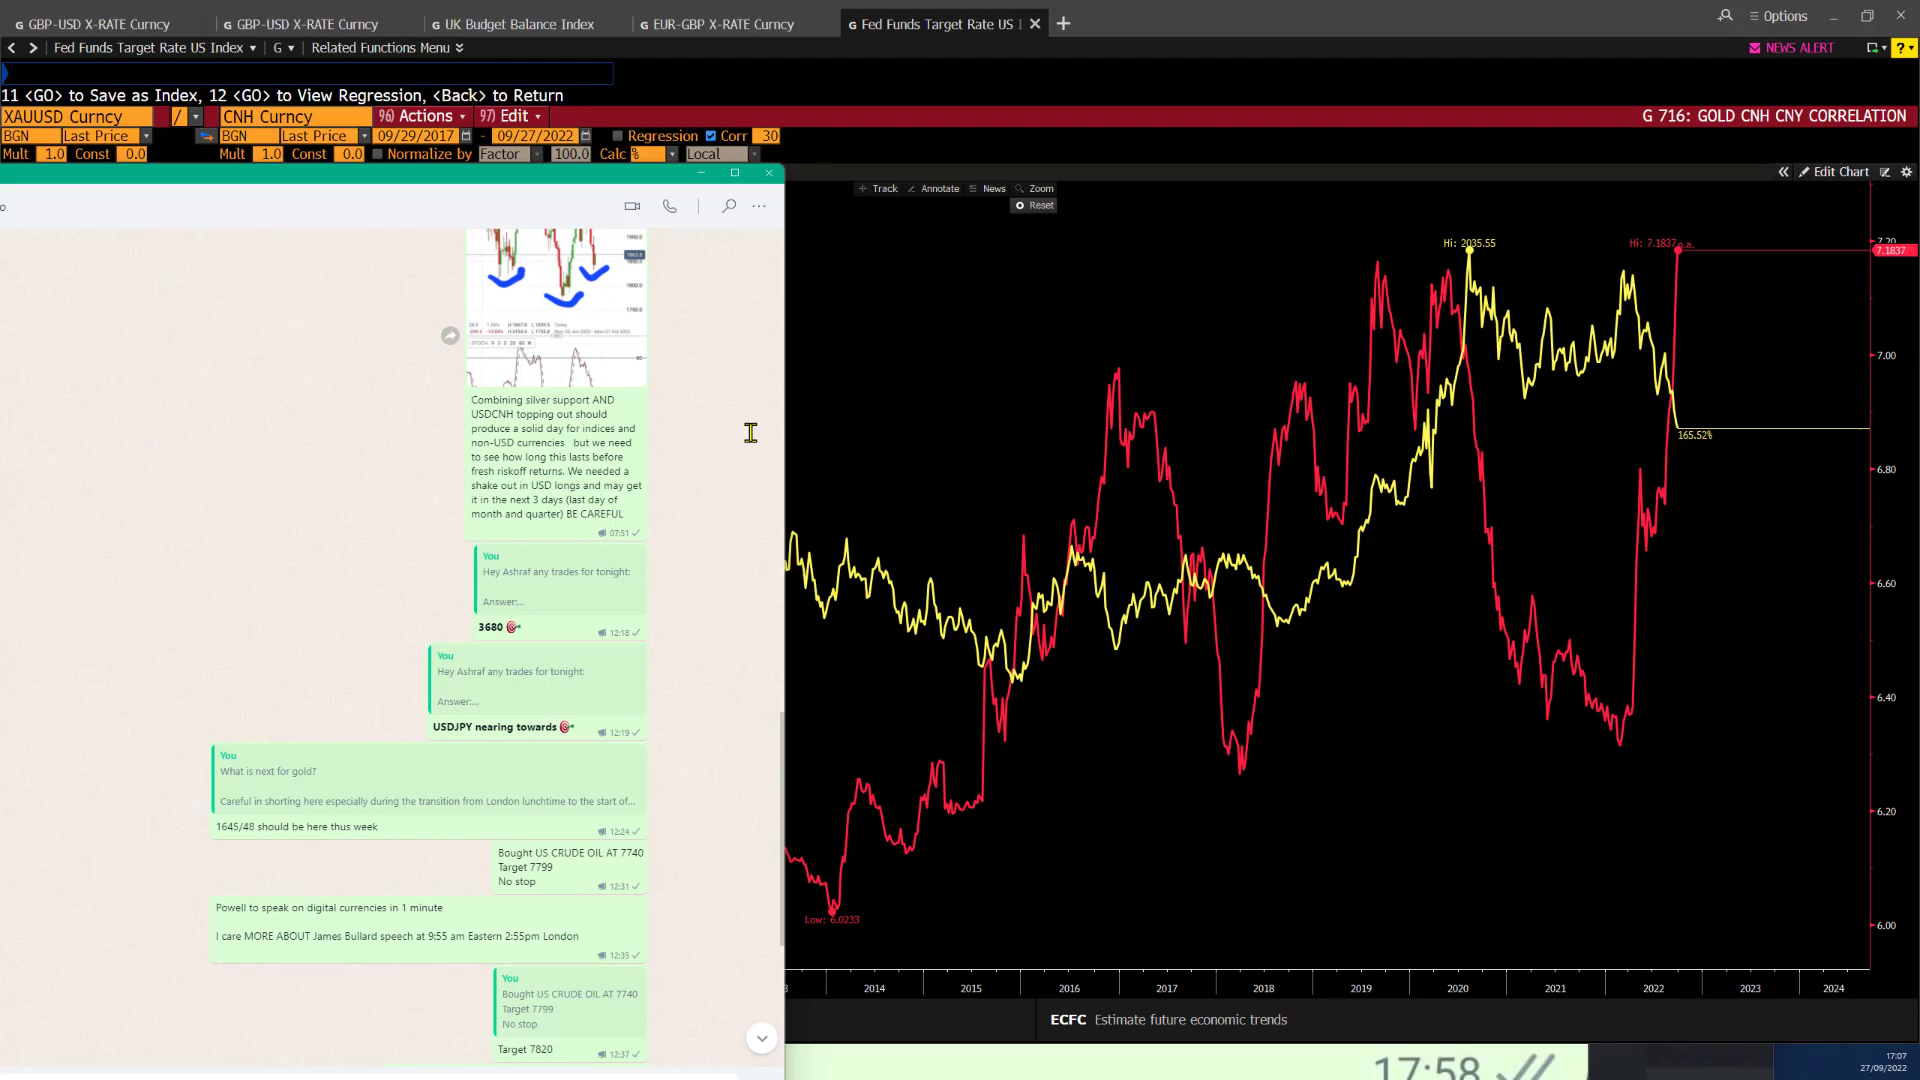 G GBP-USD X-RATE Curncy
G GBP-USD X-RATE Curncy
G UK Budget Balance Index
G EUR-GBP X-RATE Curncy
G Fed Funds Target Rate US
Options
Fed Funds Target Rate US Index
G
Related Functions Menu
NEWS ALERT
?
11 <GO> to Save as Index, 12 <GO> to View Regression, <Back> to Return
XAUUSD Curncy
/
CNH Curncy
96) Actions
97) Edit
G 716: GOLD CNH CNY CORRELATION
BGN
Last Price
BGN
Last Price
09/29/2017 - 09/27/2022
Regression
Corr
30
Mult 1.0 Const 0.0
Mult 1.0 Const 0.0
Normalize by
Factor
100.0
Calc %
Local
Edit Chart
Track
Annotate
News
Zoom
Reset
Combining silver support AND
USDCNH topping out should
produce a solid day for indices and
non-USD currencies but we need
to see how long this lasts before
fresh riskoff returns. We needed a
shake out in USD longs and may get
it in the next 3 days (last day of
month and quarter) BE CAREFUL
07:51
You
Hey Ashraf any trades for tonight:
Answer:...
3680
12:18
You
Hey Ashraf any trades for tonight:
Answer:...
USDJPY nearing towards
12:19
You
What is next for gold?
Careful in shorting here especially during the transition from London lunchtime to the start of...
1645/48 should be here thus week
12:24
Bought US CRUDE OIL AT 7740
Target 7799
No stop
12:31
Powell to speak on digital currencies in 1 minute
I care MORE ABOUT James Bullard speech at 9:55 am Eastern 2:55pm London
12:35
You
Bought US CRUDE OIL AT 7740
Target 7799
No stop
Target 7820
12:37
Hi: 2035.55
Hi: 7.1837
165.52%
Low: 6.0233
7.20
7.1837
7.00
6.80
6.60
6.40
6.20
6.00
2014
2015
2016
2017
2018
2019
2020
2021
2022
2023
2024
ECFC Estimate future economic trends
17:58
17:07
27/09/2022